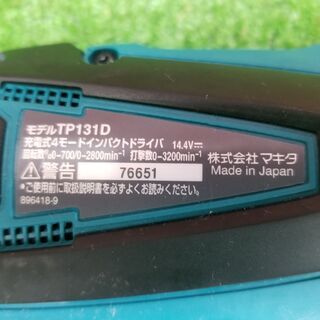 モデルTP131D
充電式4モードインパクトドライバ 14.4V⎓
回転数n₀0-700/0-2800min⁻¹ 打撃数0-3200min⁻¹
⚠警告 76651
*ご使用前に取扱説明書を必ずよくお読みください。
896418-9
株式会社 マキタ
Made in Japan